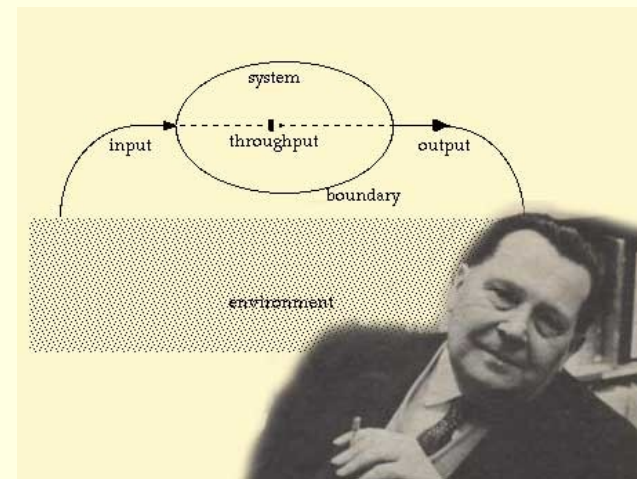 system
input
throughput
output
boundary
environment